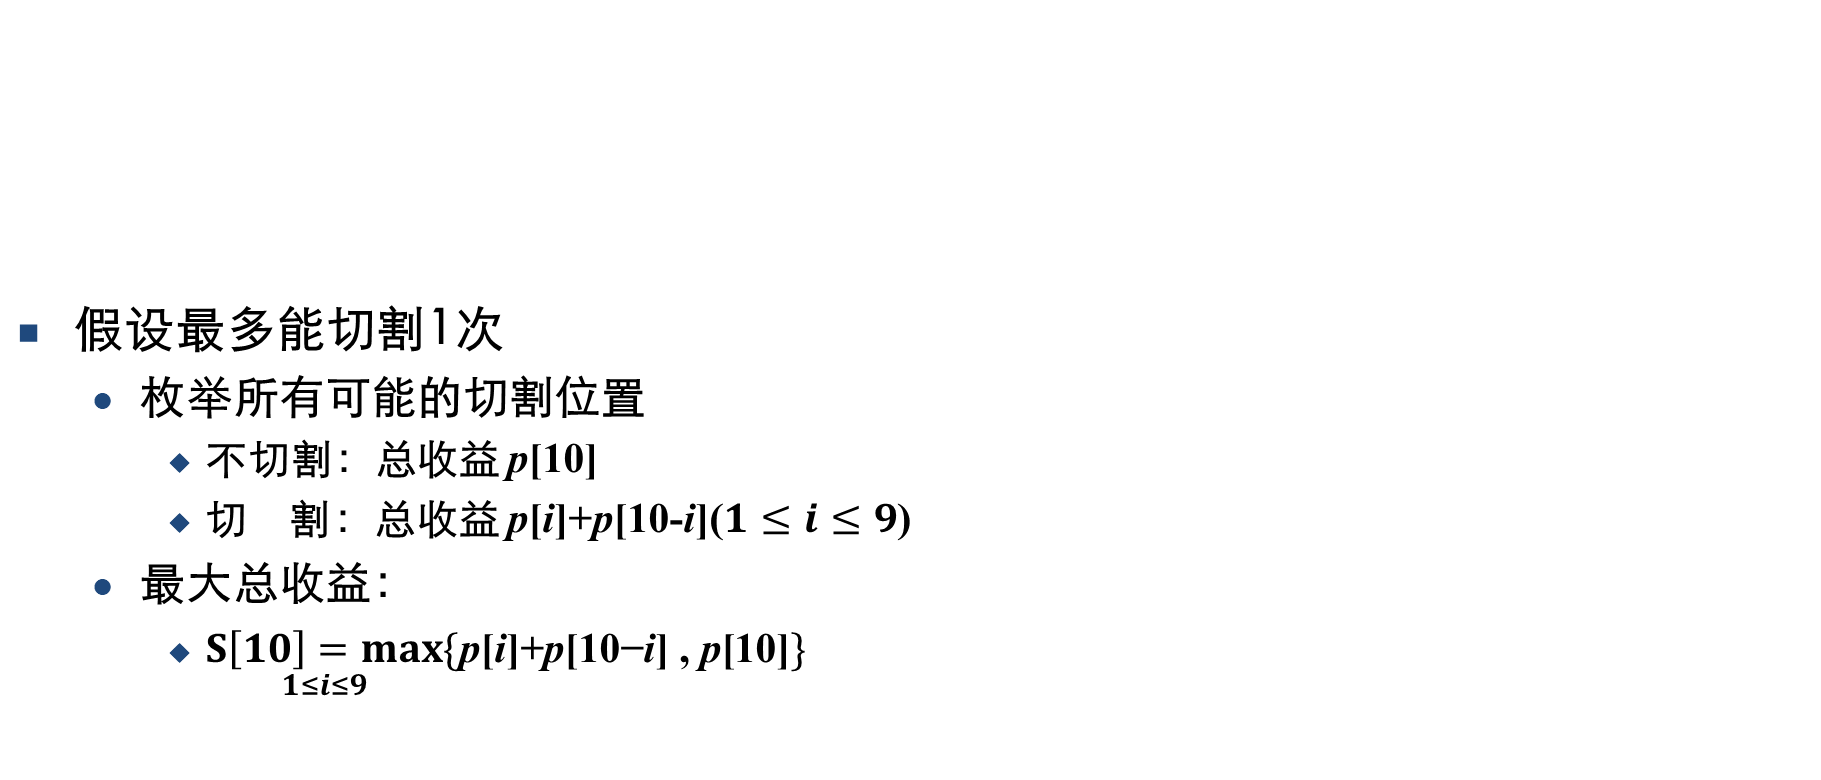 假设最多能切割1次
枚举所有可能的切割位置
不切割：总收益p[10]
切 割：总收益p[i]+p[10-i](1 ≤ i ≤ 9)
最大总收益：
S[10] = max{p[i]+p[10−i] , p[10]}
1≤i≤9